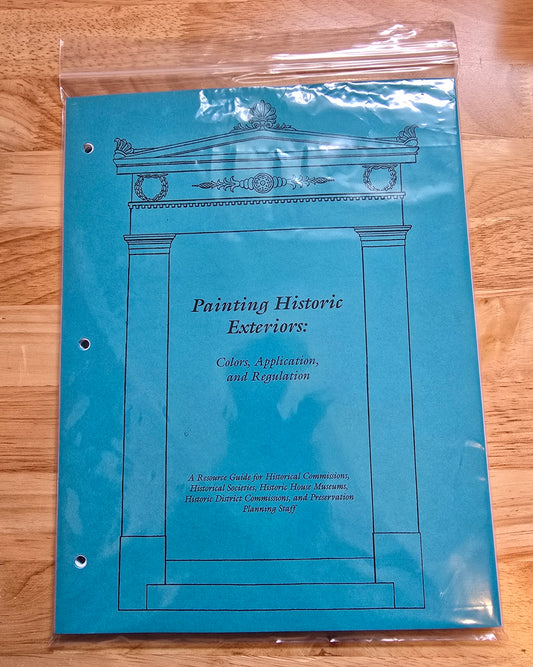 Painting Historic
Exteriors:
Colors, Application,
and Regulation
A Resource Guide for Historical Commissions,
Historical Societies, Historic House Museums,
Historic District Commissions, and Preservation
Planning Staff